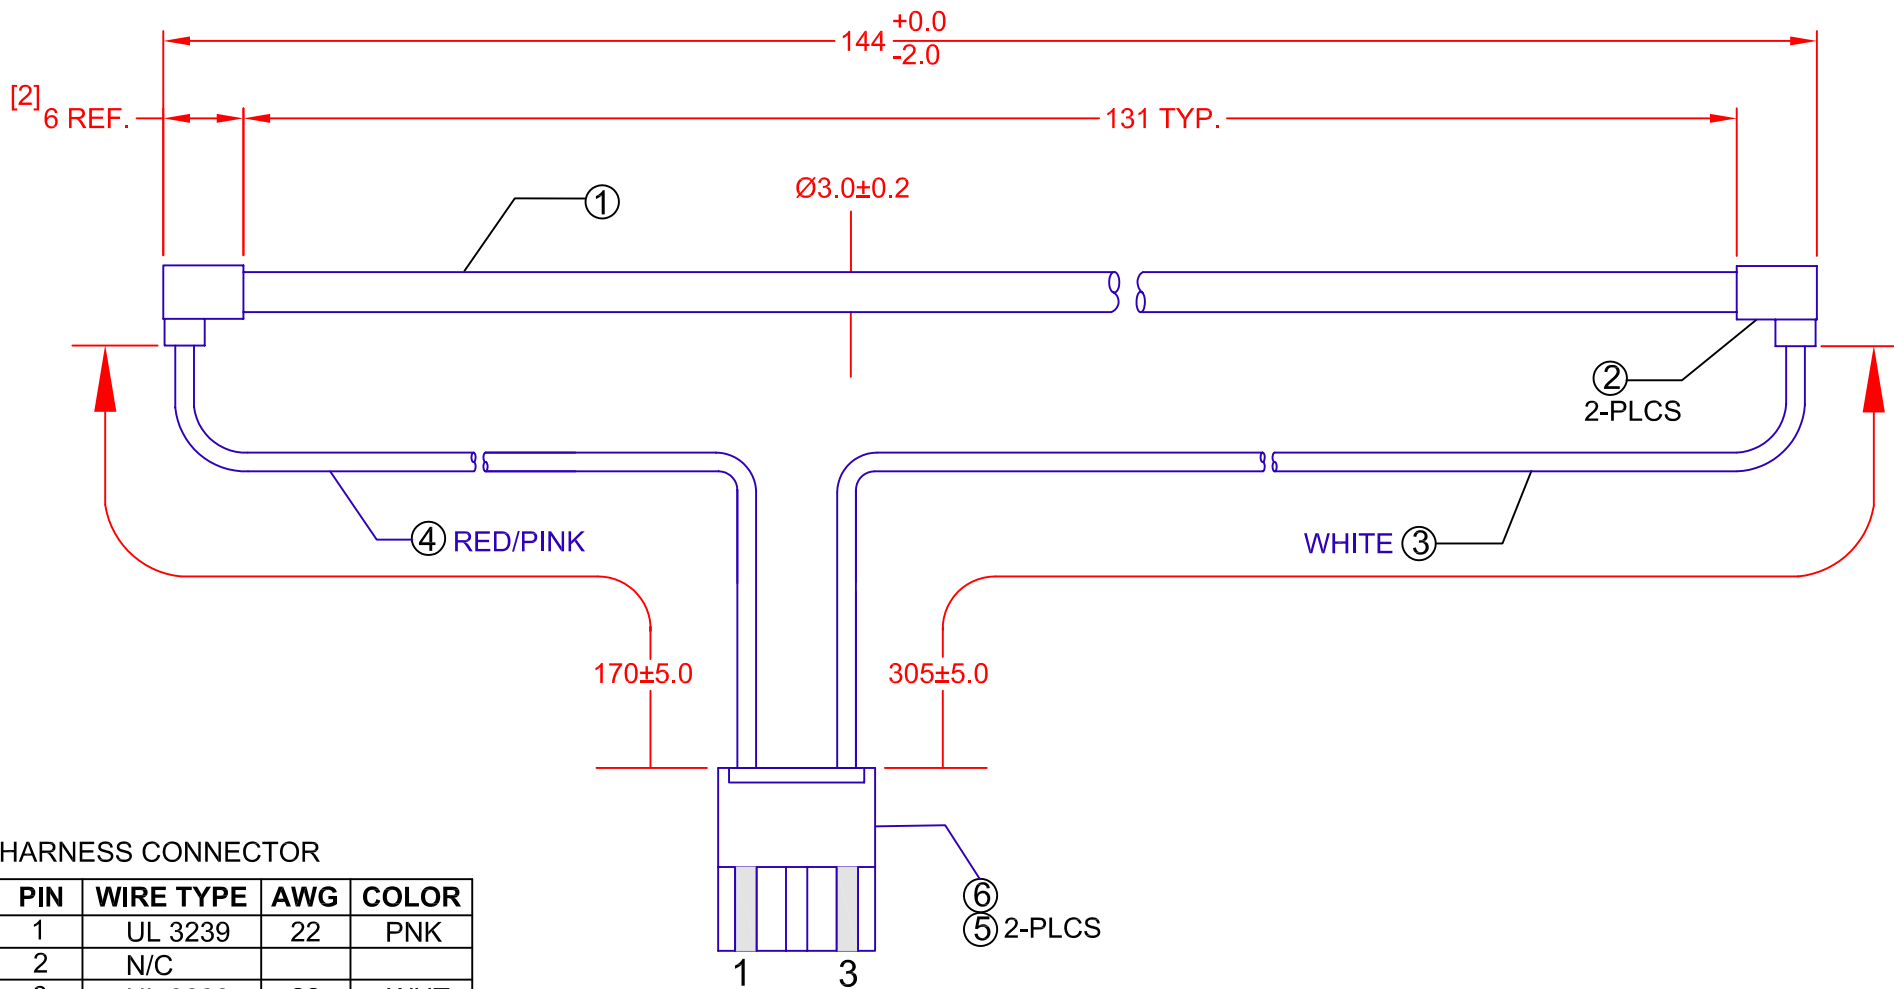 +0.0
144
-2.0
[2]
6 REF.
131 TYP.
Ø3.0±0.2
1
2
2-PLCS
4 RED/PINK
WHITE 3
170±5.0
305±5.0
HARNESS CONNECTOR
PIN WIRE TYPE AWG COLOR
1 UL 3239 22 PNK
2 N/C
6
5 2-PLCS
1 3